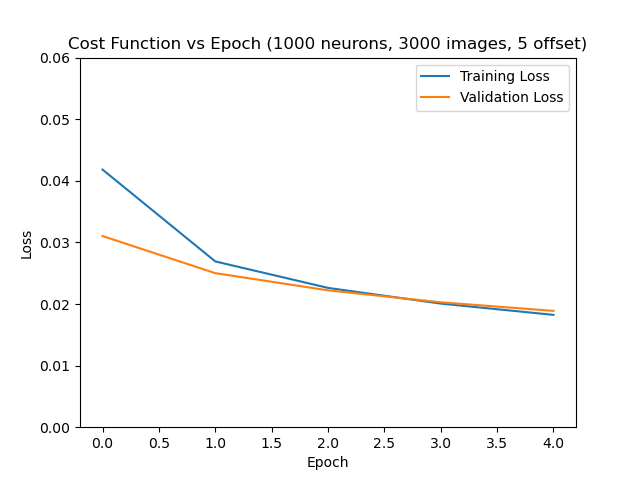 Cost Function vs Epoch (1000 neurons, 3000 images, 5 offset)
Training Loss
Validation Loss
0.06
0.05
0.04
0.03
0.02
0.01
0.00
Loss
0.0 0.5 1.0 1.5 2.0 2.5 3.0 3.5 4.0
Epoch